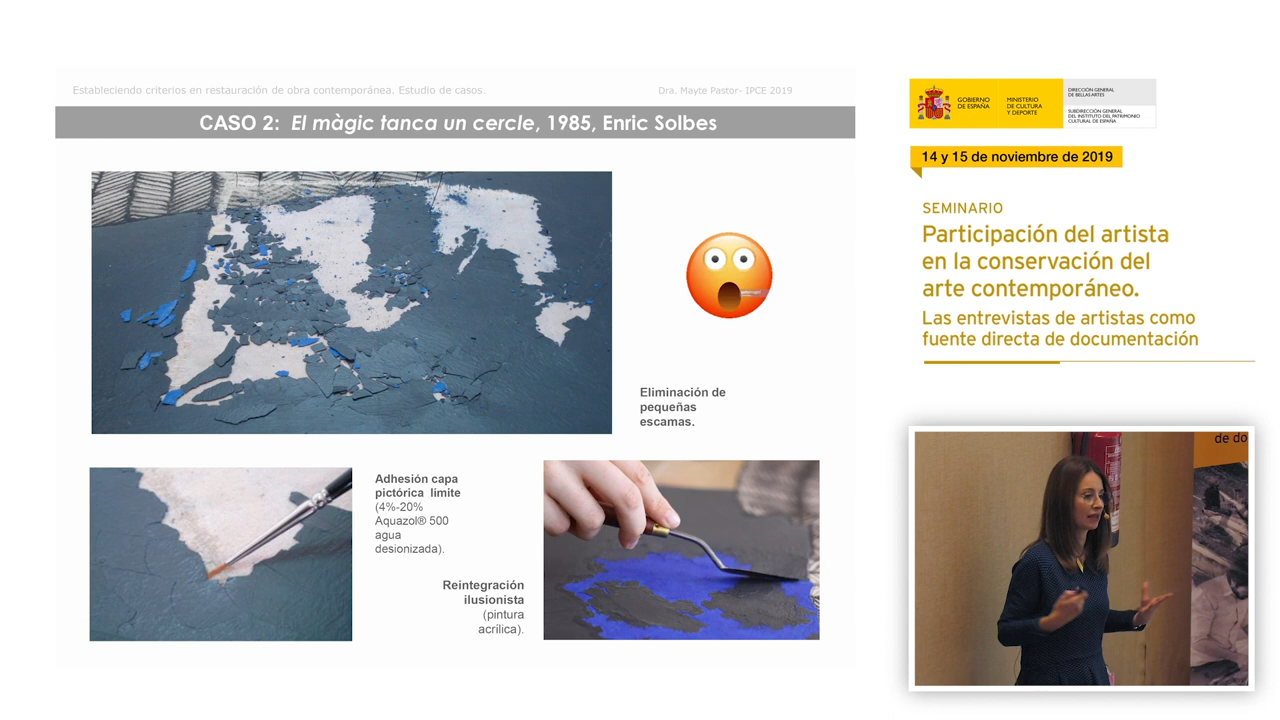 Estableciendo criterios en restauración de obra contemporánea. Estudio de casos.
Dra. Mayte Pastor- IPCE 2019
CASO 2: El màgic tanca un cercle, 1985, Enric Solbes
Eliminación de
pequeñas
escamas.
Adhesión capa
pictórica limite
(4%-20%
Aquazol® 500
agua
desionizada).
Reintegración
ilusionista
(pintura
acrílica).
GOBIERNO
DE ESPAÑA
MINISTERIO
DE CULTURA
Y DEPORTE
DIRECCIÓN GENERAL
DE BELLAS ARTES
SUBDIRECCIÓN GENERAL
DEL INSTITUTO DEL PATRIMONIO
CULTURAL DE ESPAÑA
14 y 15 de noviembre de 2019
SEMINARIO
Participación del artista
en la conservación del
arte contemporáneo.
Las entrevistas de artistas como
fuente directa de documentación
de do